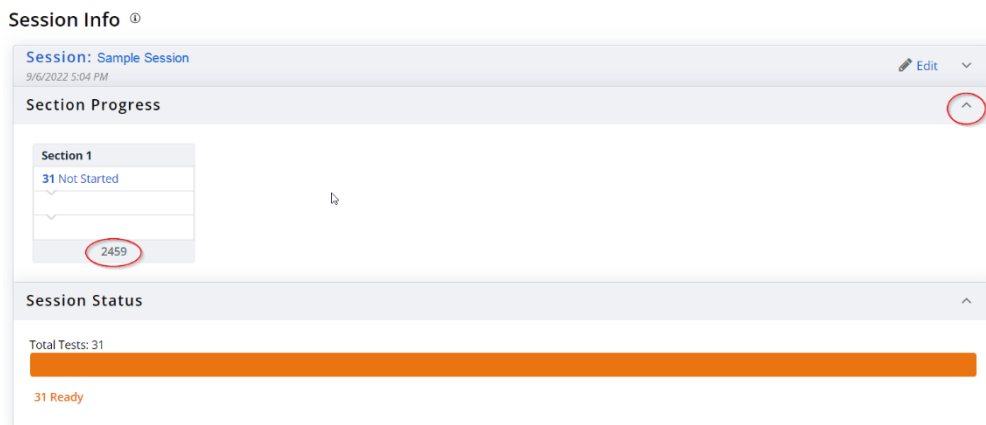 Session Info
Session: Sample Session
Edit
9/6/2022 5:04 PM
Section Progress
Section 1
31 Not Started
2459
Session Status
Total Tests: 31
31 Ready